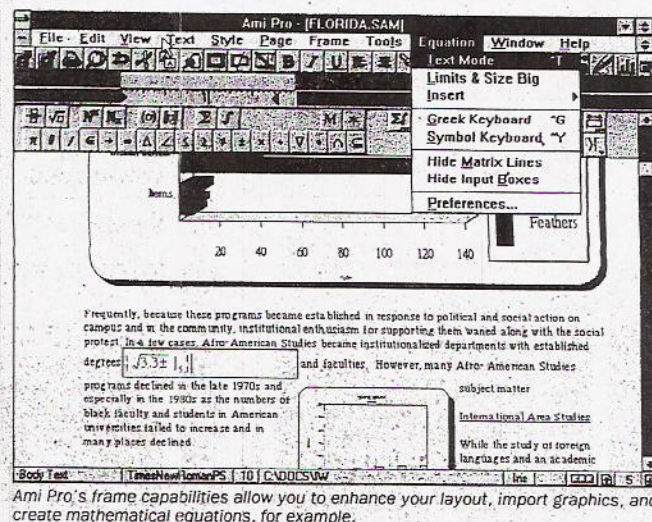 Ami Pro - [FLORIDA.SAM]
File Edit View Text Style Page Frame Tools Equation Window Help
Text Mode ^T
Limits & Size Big
Insert
Greek Keyboard ^G
Symbol Keyboard ^Y
Hide Matrix Lines
Hide Input Boxes
Preferences...
Items
Feathers
20 40 60 80 100 120 140
Frequently, because these programs became established in response to political and social action on
campus and in the community, institutional enthusiasm for supporting them waned along with the social
protest. In a few cases, Afro-American Studies became institutionalized departments with established
degrees √3.3± and faculties. However, many Afro-American Studies
programs declined in the late 1970s and
especially in the 1980s as the numbers of
black faculty and students in American
universities failed to increase and in
many places declined.
subject matter
International Area Studies
While the study of foreign
languages and an academic
Body Text TimesNewRomanPS 10 C:\DOCS\IW Ins 5
Ami Pro's frame capabilities allow you to enhance your layout, import graphics, and
create mathematical equations, for example.